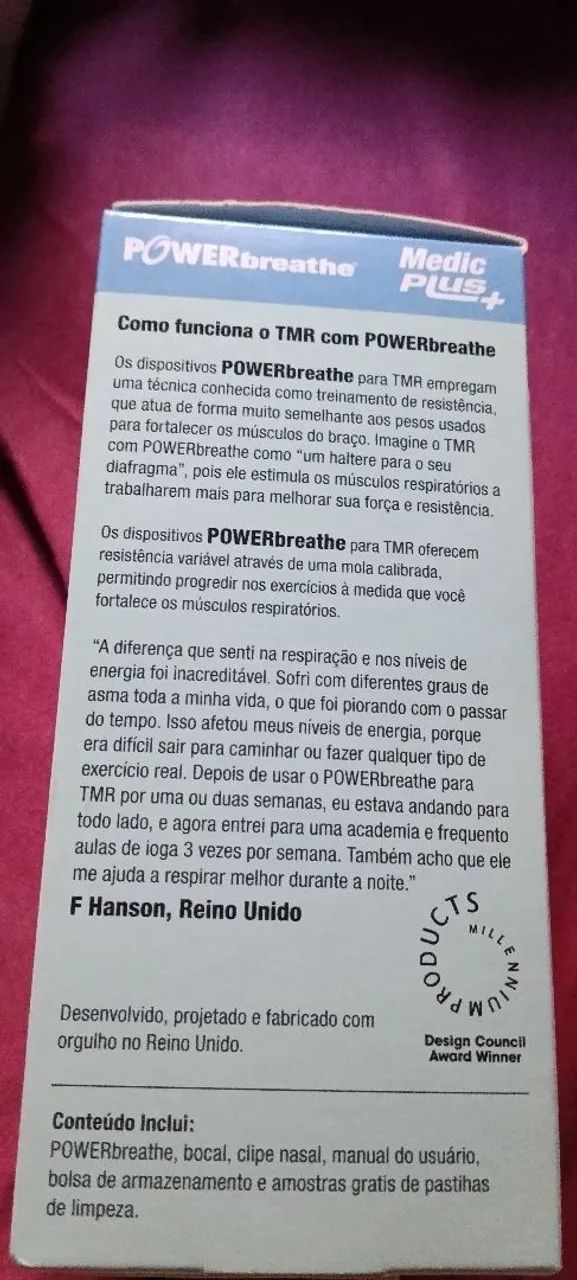 POWERbreathe Medic Plus+
Como funciona o TMR com POWERbreathe
Os dispositivos POWERbreathe para TMR empregam
uma técnica conhecida como treinamento de resistência,
que atua de forma muito semelhante aos pesos usados
para fortalecer os músculos do braço. Imagine o TMR
com POWERbreathe como “um haltere para o seu
diafragma”, pois ele estimula os músculos respiratórios a
trabalharem mais para melhorar sua força e resistência.
Os dispositivos POWERbreathe para TMR oferecem
resistência variável através de uma mola calibrada,
permitindo progredir nos exercícios à medida que você
fortalece os músculos respiratórios.
“A diferença que senti na respiração e nos níveis de
energia foi inacreditável. Sofri com diferentes graus de
asma toda a minha vida, o que foi piorando com o passar
do tempo. Isso afetou meus níveis de energia, porque
era difícil sair para caminhar ou fazer qualquer tipo de
exercício real. Depois de usar o POWERbreathe para
TMR por uma ou duas semanas, eu estava andando para
todo lado, e agora entrei para uma academia e frequento
aulas de ioga 3 vezes por semana. Também acho que ele
me ajuda a respirar melhor durante a noite.”
F Hanson, Reino Unido
MILLENNIUM PRODUCTS
Design Council
Award Winner
Desenvolvido, projetado e fabricado com
orgulho no Reino Unido.
Conteúdo Inclui:
POWERbreathe, bocal, clipe nasal, manual do usuário,
bolsa de armazenamento e amostras gratis de pastihas
de limpeza.